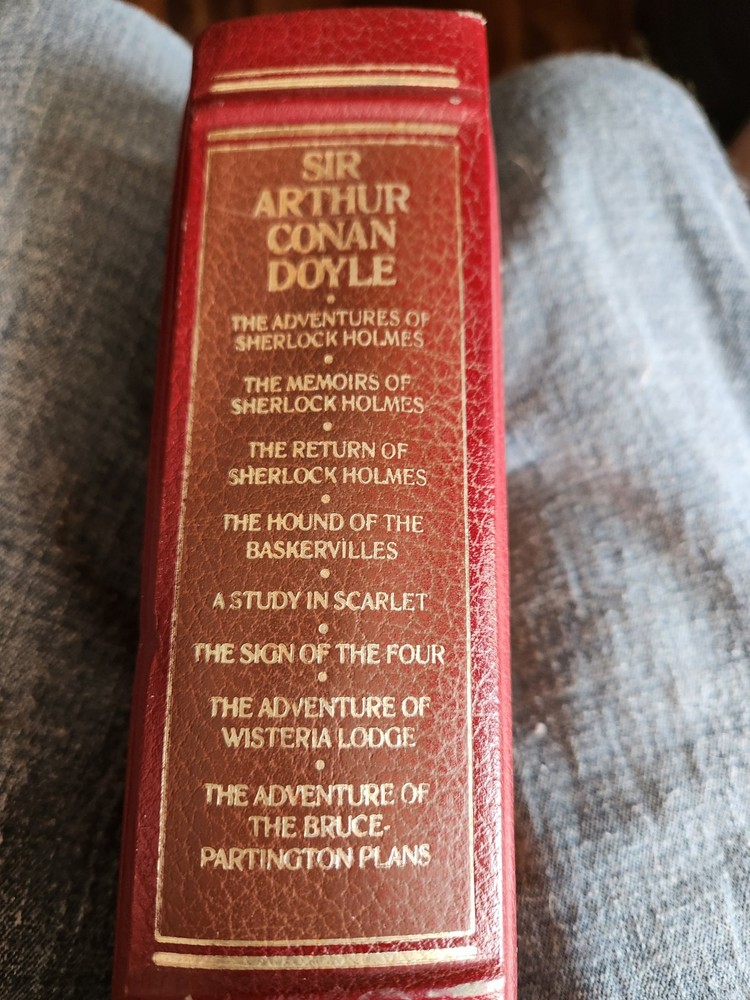 SIR
ARTHUR
CONAN
DOYLE
THE ADVENTURES OF
SHERLOCK HOLMES
THE MEMOIRS OF
SHERLOCK HOLMES
THE RETURN OF
SHERLOCK HOLMES
THE HOUND OF THE
BASKERVILLES
A STUDY IN SCARLET
THE SIGN OF THE FOUR
THE ADVENTURE OF
WISTERIA LODGE
THE ADVENTURE OF
THE BRUCE-
PARTINGTON PLANS